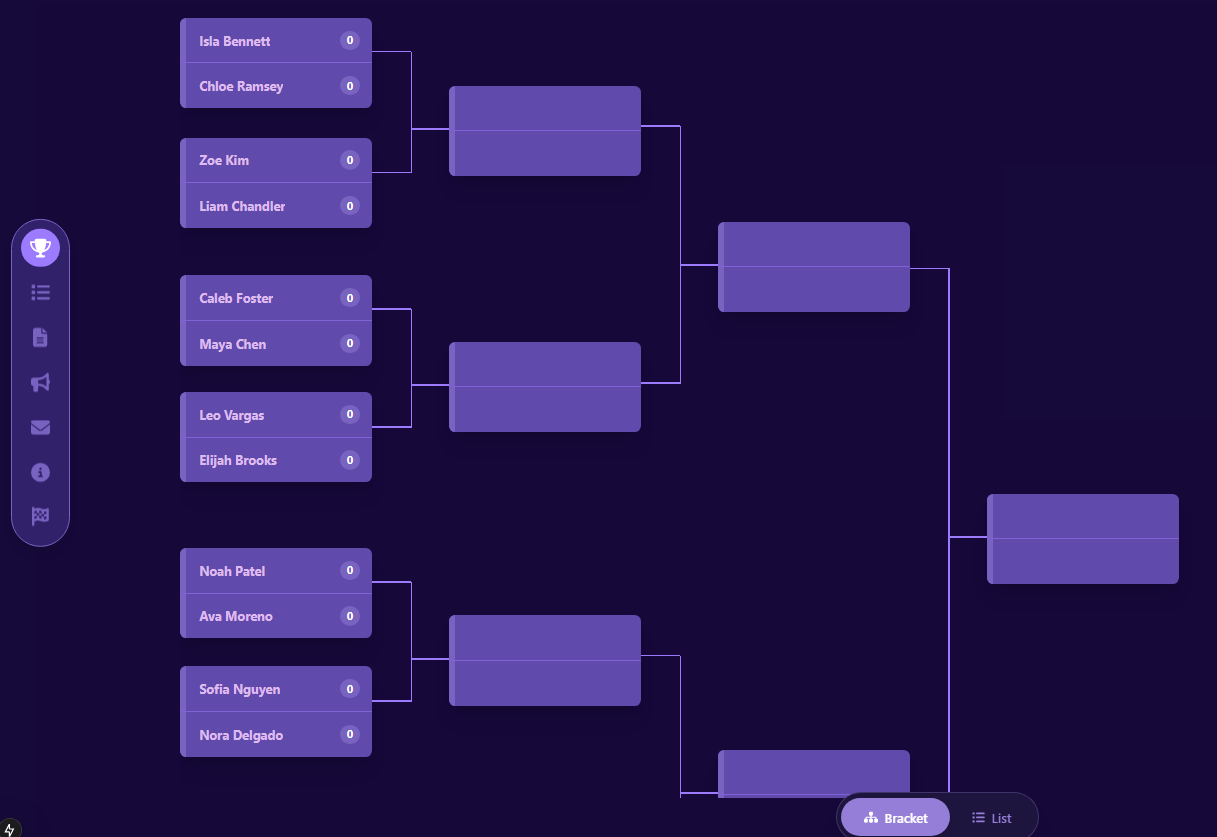 Isla Bennett 0
Chloe Ramsey 0
Zoe Kim 0
Liam Chandler 0
Caleb Foster 0
Maya Chen 0
Leo Vargas 0
Elijah Brooks 0
Noah Patel 0
Ava Moreno 0
Sofia Nguyen 0
Nora Delgado 0
Bracket
List